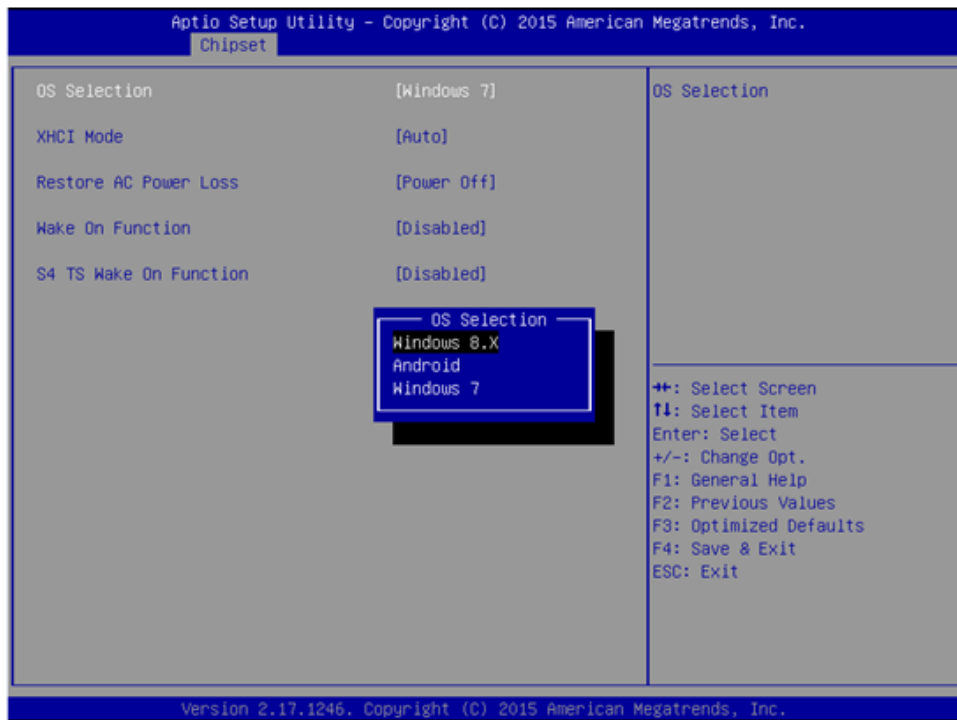 Aptio Setup Utility - Copyright (C) 2015 American Megatrends, Inc.
Chipset
OS Selection [Windows 7]
XHCI Mode [Auto]
Restore AC Power Loss [Power Off]
Wake On Function [Disabled]
S4 TS Wake On Function [Disabled]
OS Selection
Windows 8.X
Android
Windows 7
OS Selection
→←: Select Screen
↑↓: Select Item
Enter: Select
+/-: Change Opt.
F1: General Help
F2: Previous Values
F3: Optimized Defaults
F4: Save & Exit
ESC: Exit
Version 2.17.1246. Copyright (C) 2015 American Megatrends, Inc.